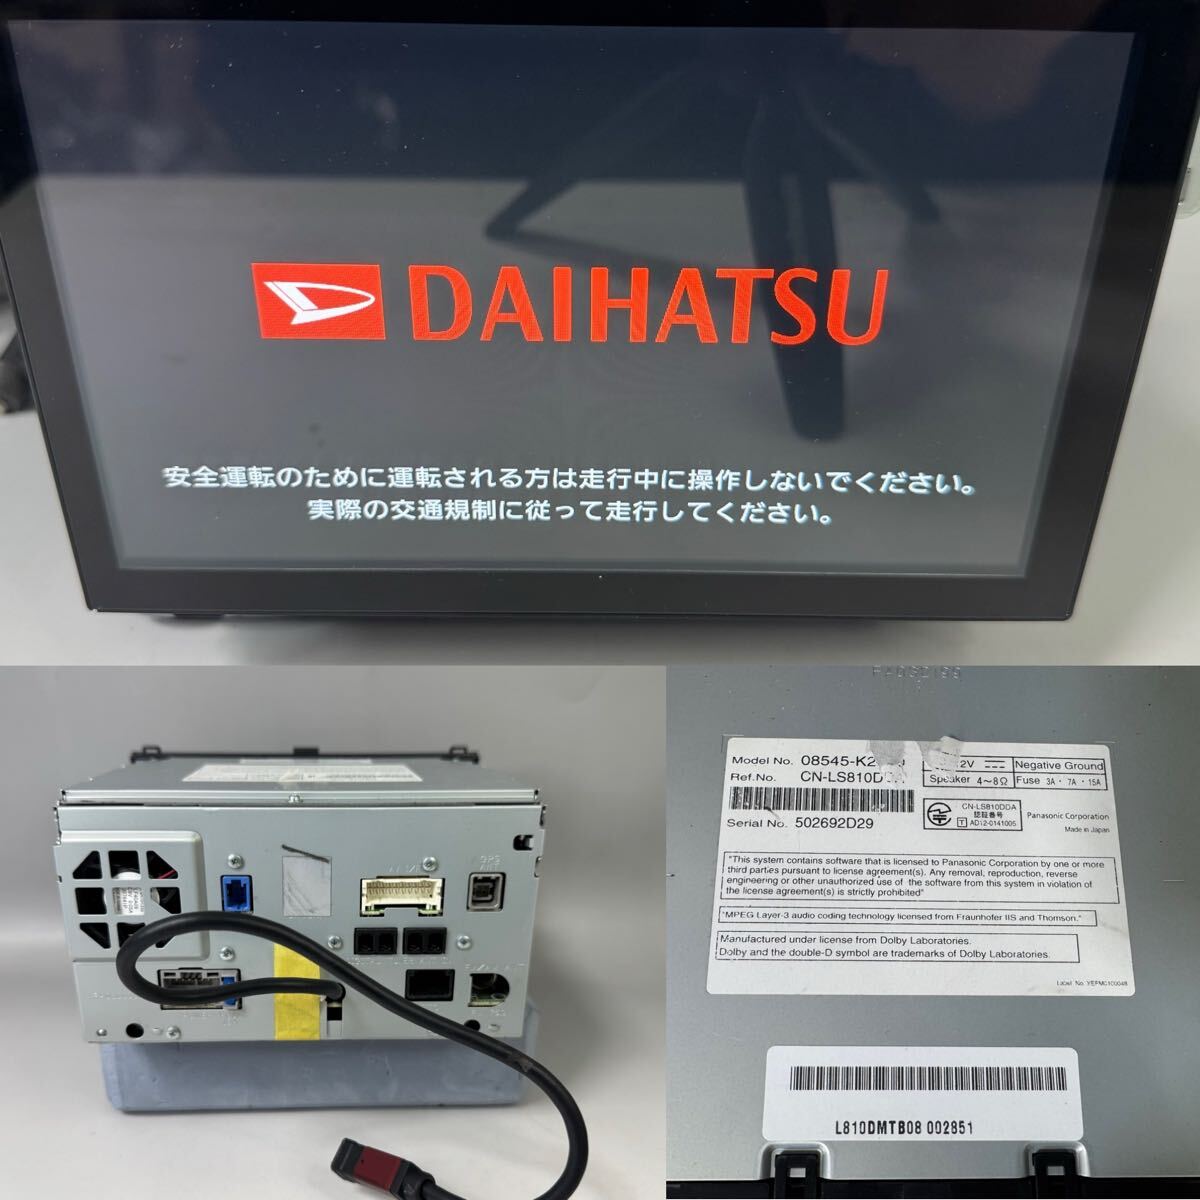 DAIHATSU
安全運転のために運転される方は走行中に操作しないでください。
実際の交通規制に従って走行してください。
GPS
ANT
Model No. 08545-K2
Ref.No. CN-LS810D
Serial No. 502692D29
12V Negative Ground
Speaker 4~8Ω Fuse 3A・7A・15A
CN-LS810DDA
認証番号
T AD12-0141005
Panasonic Corporation
Made in Japan
"This system contains software that is licensed to Panasonic Corporation by one or more
third parties pursuant to license agreement(s). Any removal, reproduction, reverse
engineering or other unauthorized use of the software from this system in violation of
the license agreement(s) is strictly prohibited"
"MPEG Layer-3 audio coding technology licensed from Fraunhofer IIS and Thomson."
Manufactured under license from Dolby Laboratories.
Dolby and the double-D symbol are trademarks of Dolby Laboratories.
Label No. YEFMC100048
L810DMTB08 002851